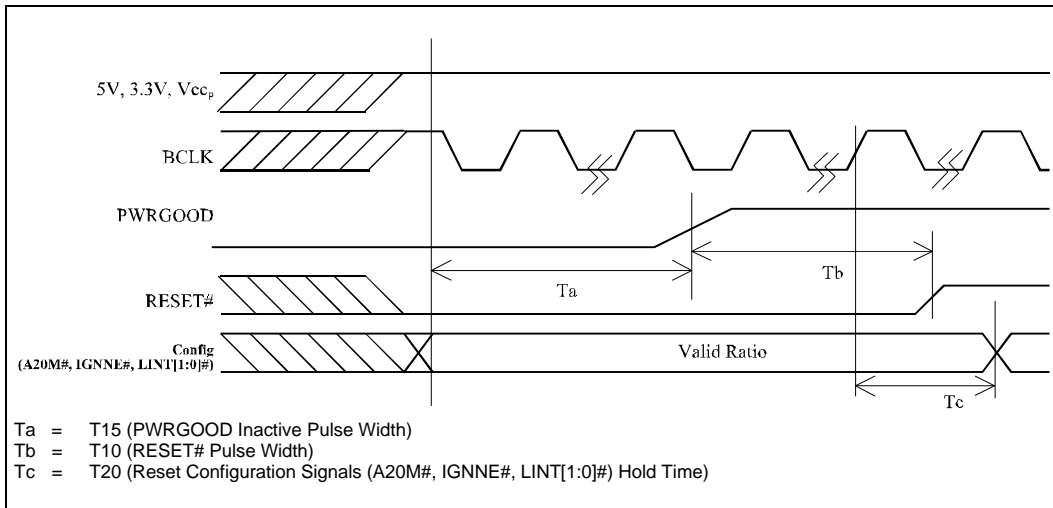 5V, 3.3V, VccP
BCLK
PWRGOOD
Ta
Tb
RESET#
Config
(A20M#, IGNNE#, LINT[1:0]#)
Valid Ratio
Tc
Ta = T15 (PWRGOOD Inactive Pulse Width)
Tb = T10 (RESET# Pulse Width)
Tc = T20 (Reset Configuration Signals (A20M#, IGNNE#, LINT[1:0]#) Hold Time)